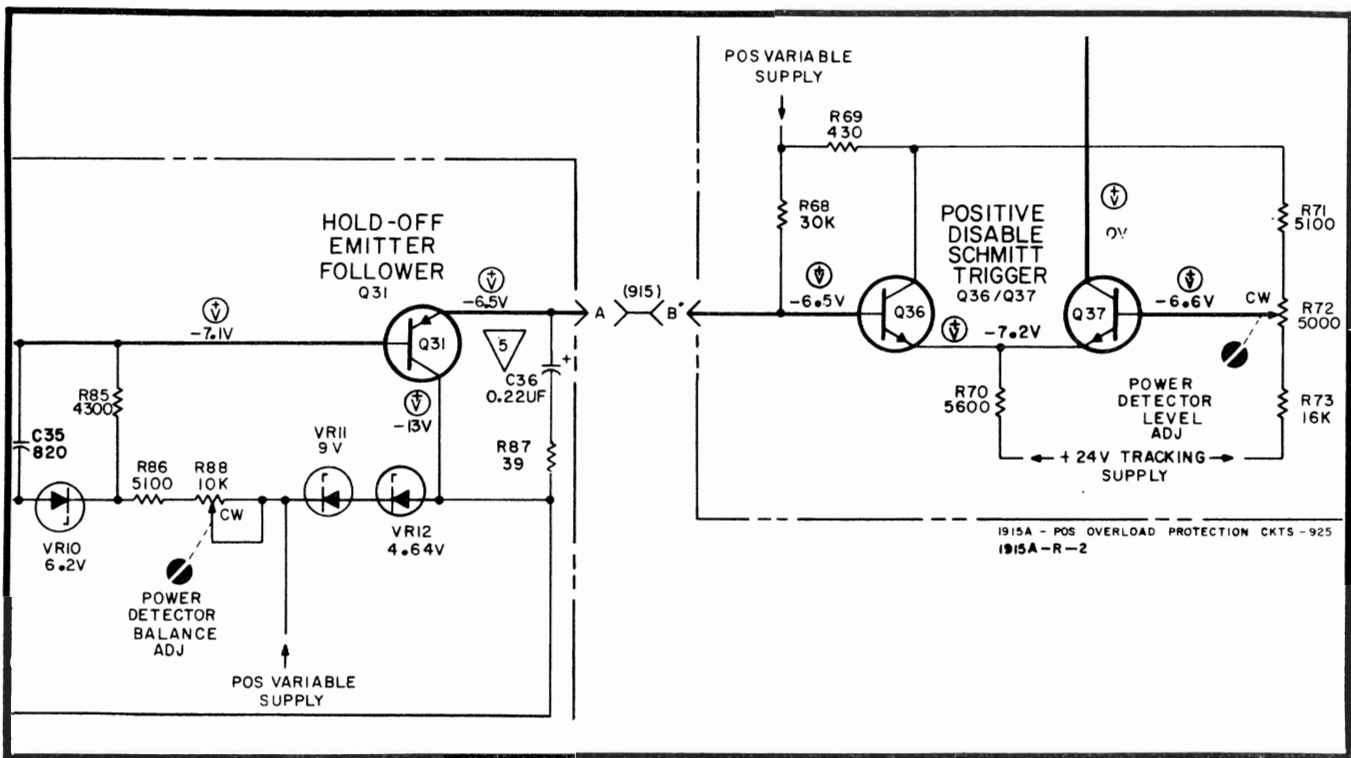 POS VARIABLE
SUPPLY
R69
430
R68
30K
POSITIVE
DISABLE
SCHMITT
TRIGGER
Q36/Q37
+
V
0V
R71
5100
+
V
-6.5V
Q36
+
V
-7.2V
Q37
+
V
-6.6V
CW
R72
5000
R70
5600
POWER
DETECTOR
LEVEL
ADJ
R73
16K
+ 24V TRACKING
SUPPLY
1915A - POS OVERLOAD PROTECTION CKTS - 925
1915A-R-2
HOLD-OFF
EMITTER
FOLLOWER
Q31
+
V
-7.1V
Q31
+
V
-6.5V
5
A
(915)
B'
C36
0.22UF
+
+
V
-13V
R85
4300
C35
820
R86
5100
R88
10K
CW
VR11
9V
R87
39
VR10
6.2V
VR12
4.64V
POWER
DETECTOR
BALANCE
ADJ
POS VARIABLE
SUPPLY